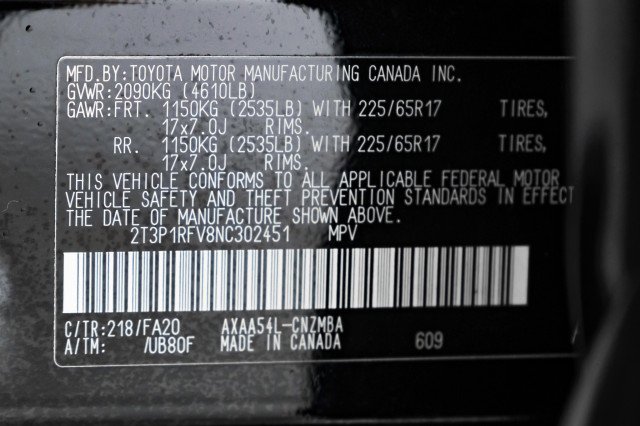 MFD.BY:TOYOTA MOTOR MANUFACTURING CANADA INC.
GVWR:2090KG (4610LB)
GAWR:FRT. 1150KG (2535LB) WITH 225/65R17 TIRES,
17x7.0J RIMS.
RR. 1150KG (2535LB) WITH 225/65R17 TIRES,
17x7.0J RIMS.
THIS VEHICLE CONFORMS TO ALL APPLICABLE FEDERAL MOTOR
VEHICLE SAFETY AND THEFT PREVENTION STANDARDS IN EFFECT
THE DATE OF MANUFACTURE SHOWN ABOVE.
2T3P1RFV8NC302451 MPV
C/TR:218/FA20 AXAA54L-CNZMBA
A/TM: /UB80F MADE IN CANADA 609